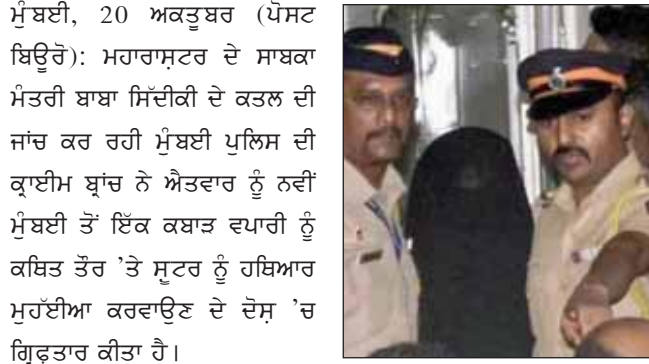 ਮੁੰਬਈ, 20 ਅਕਤੂਬਰ (ਪੋਸਟ
ਬਿਊਰੋ): ਮਹਾਰਾਸ਼ਟਰ ਦੇ ਸਾਬਕਾ
ਮੰਤਰੀ ਬਾਬਾ ਸਿੱਦੀਕੀ ਦੇ ਕਤਲ ਦੀ
ਜਾਂਚ ਕਰ ਰਹੀ ਮੁੰਬਈ ਪੁਲਿਸ ਦੀ
ਕ੍ਰਾਈਮ ਬ੍ਰਾਂਚ ਨੇ ਐਤਵਾਰ ਨੂੰ ਨਵੀਂ
ਮੁੰਬਈ ਤੋਂ ਇੱਕ ਕਬਾੜ ਵਪਾਰੀ ਨੂੰ
ਕਥਿਤ ਤੌਰ ’ਤੇ ਸ਼ੂਟਰ ਨੂੰ ਹਥਿਆਰ
ਮੁਹੱਈਆ ਕਰਵਾਉਣ ਦੇ ਦੋਸ਼ ’ਚ
ਗ੍ਰਿਫ਼ਤਾਰ ਕੀਤਾ ਹੈ।